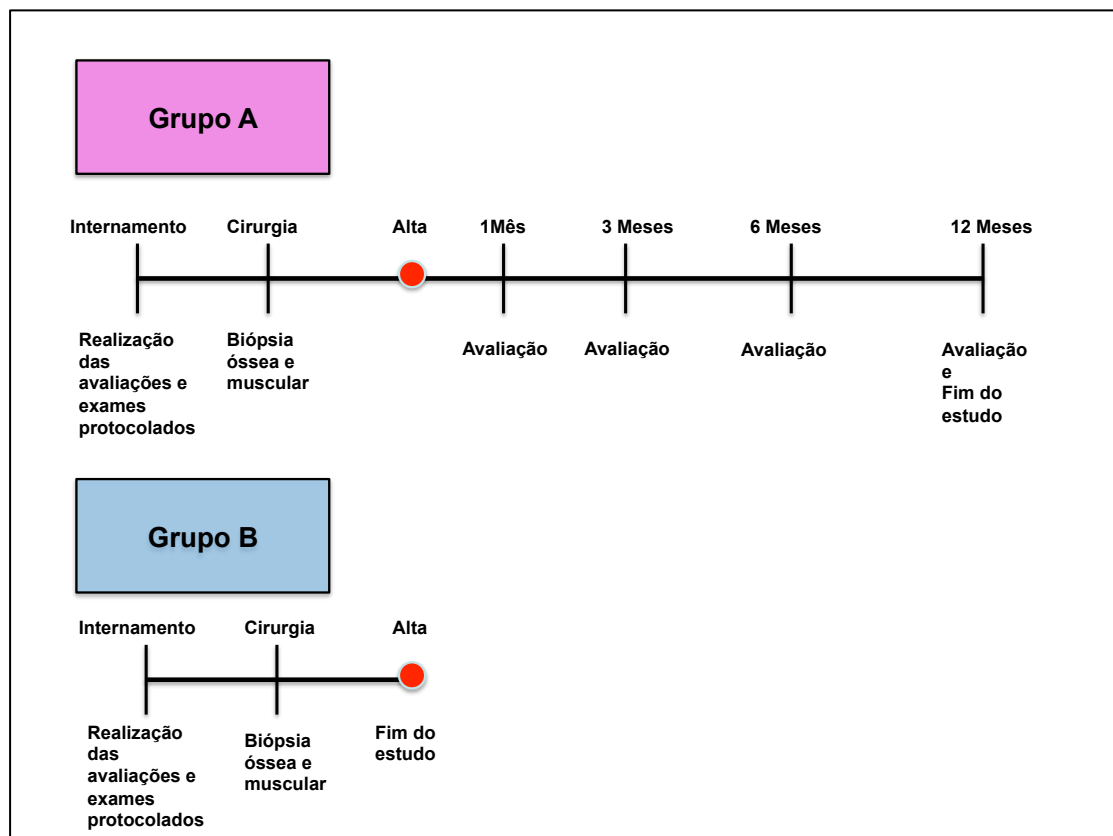 Grupo A
Internamento
Cirurgia
Alta
1Mês
3 Meses
6 Meses
12 Meses
Realização
das
avaliações e
exames
protocolados
Biópsia
óssea e
muscular
Avaliação
Avaliação
Avaliação
Avaliação
e
Fim do
estudo
Grupo B
Internamento
Cirurgia
Alta
Realização
das
avaliações e
exames
protocolados
Biópsia
óssea e
muscular
Fim do
estudo